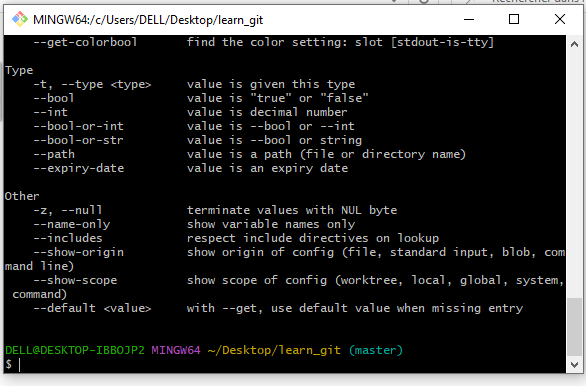 Rechercher dans
MINGW64:/c/Users/DELL/Desktop/learn_git
--get-colorbool find the color setting: slot [stdout-is-tty]
Type
-t, --type <type> value is given this type
--bool value is "true" or "false"
--int value is decimal number
--bool-or-int value is --bool or --int
--bool-or-str value is --bool or string
--path value is a path (file or directory name)
--expiry-date value is an expiry date
Other
-z, --null terminate values with NUL byte
--name-only show variable names only
--includes respect include directives on lookup
--show-origin show origin of config (file, standard input, blob, com
mand line)
--show-scope show scope of config (worktree, local, global, system,
command)
--default <value> with --get, use default value when missing entry
DELL@DESKTOP-IBBOJP2 MINGW64 ~/Desktop/learn_git (master)
$